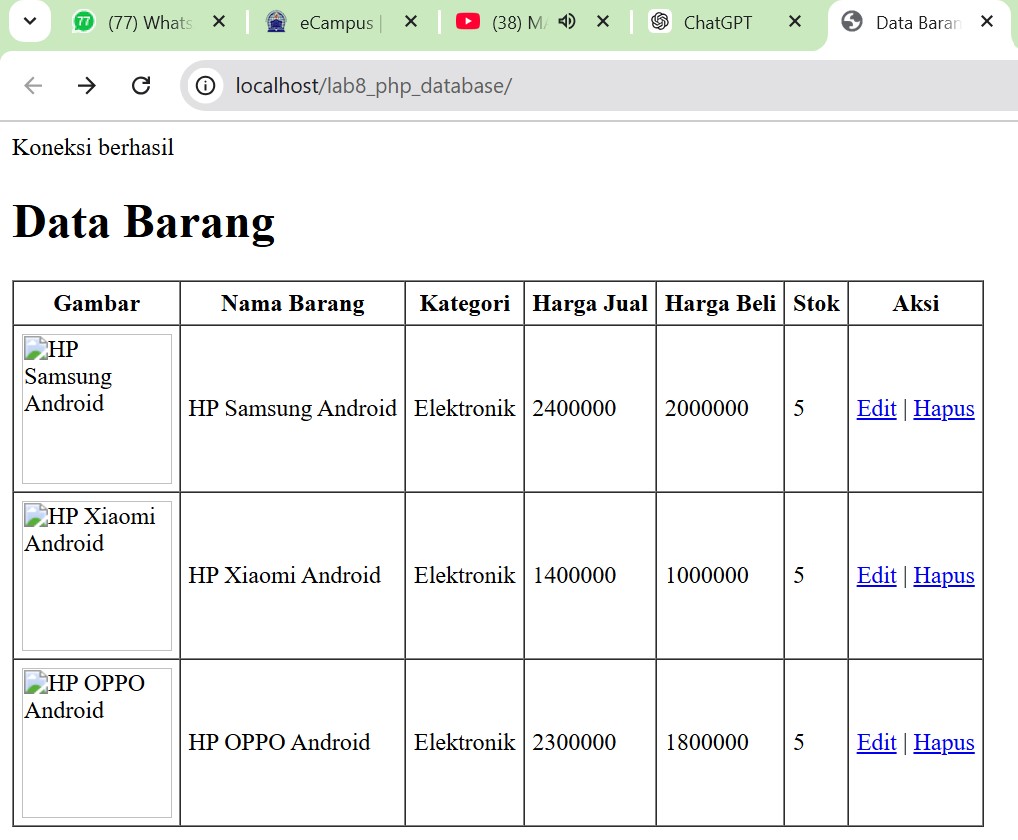 (77) Whats
eCampus |
(38) M
ChatGPT
Data Baran
localhost/lab8_php_database/
Koneksi berhasil
Data Barang
Gambar Nama Barang Kategori Harga Jual Harga Beli Stok Aksi
HP
Samsung
Android
HP Samsung Android Elektronik 2400000 2000000 5 Edit | Hapus
HP Xiaomi
Android
HP Xiaomi Android Elektronik 1400000 1000000 5 Edit | Hapus
HP OPPO
Android
HP OPPO Android Elektronik 2300000 1800000 5 Edit | Hapus